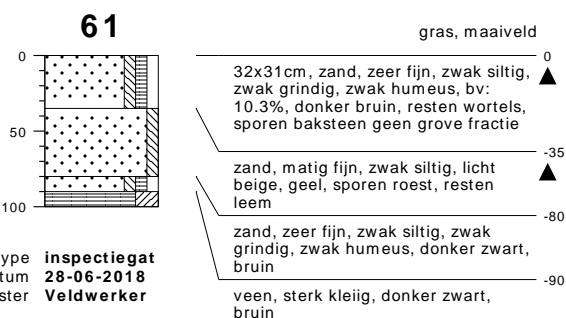 61
gras, maaiveld
0
0
32x31cm, zand, zeer fijn, zwak siltig,
zwak grindig, zwak humeus, bv:
10.3%, donker bruin, resten wortels,
sporen baksteen geen grove fractie
50
-35
zand, matig fijn, zwak siltig, licht
beige, geel, sporen roest, resten
leem
100
-80
zand, zeer fijn, zwak siltig, zwak
grindig, zwak humeus, donker zwart,
bruin
-90
veen, sterk kleiig, donker zwart,
bruin
ype inspectiegat
tum 28-06-2018
ster Veldwerker